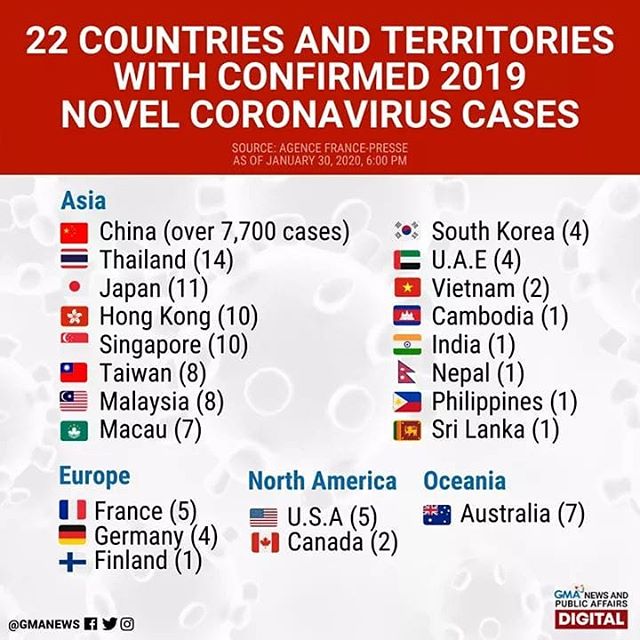 22 COUNTRIES AND TERRITORIES
WITH CONFIRMED 2019
NOVEL CORONAVIRUS CASES
SOURCE: AGENCE FRANCE-PRESSE
AS OF JANUARY 30, 2020, 6:00 PM
Asia
China (over 7,700 cases)
Thailand (14)
Japan (11)
Hong Kong (10)
Singapore (10)
Taiwan (8)
Malaysia (8)
Macau (7)
South Korea (4)
U.A.E (4)
Vietnam (2)
Cambodia (1)
India (1)
Nepal (1)
Philippines (1)
Sri Lanka (1)
Europe
France (5)
Germany (4)
Finland (1)
North America
U.S.A (5)
Canada (2)
Oceania
Australia (7)
@GMANEWS
GMA NEWS AND
PUBLIC AFFAIRS
DIGITAL